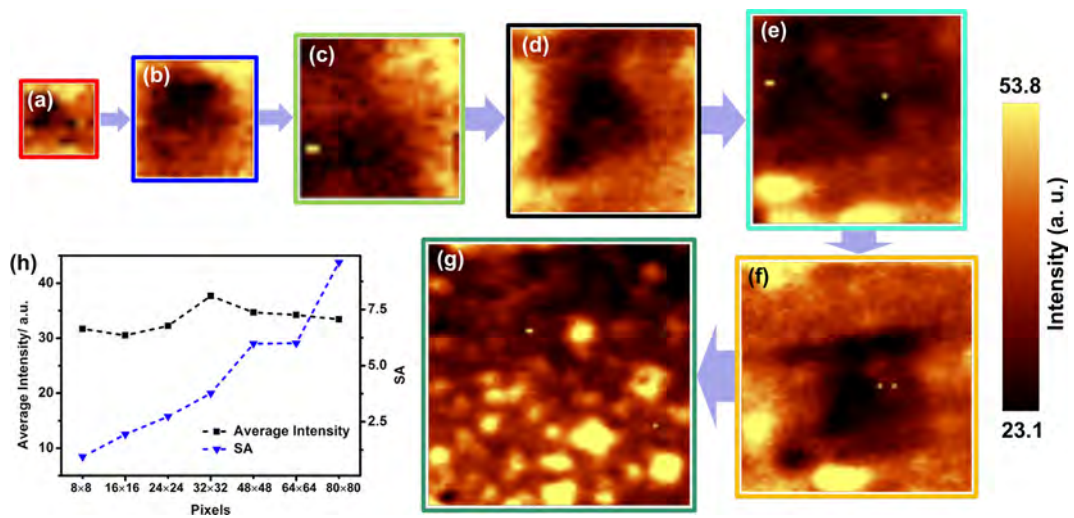 (a)
(b)
(c)
(d)
(e)
53.8
Intensity (a. u.)
23.1
(h)
40
30
20
10
Average Intensity/ a.u.
7.5
5.0
2.5
SA
Average Intensity
SA
8×8 16×16 24×24 32×32 48×48 64×64 80×80
Pixels
(g)
(f)